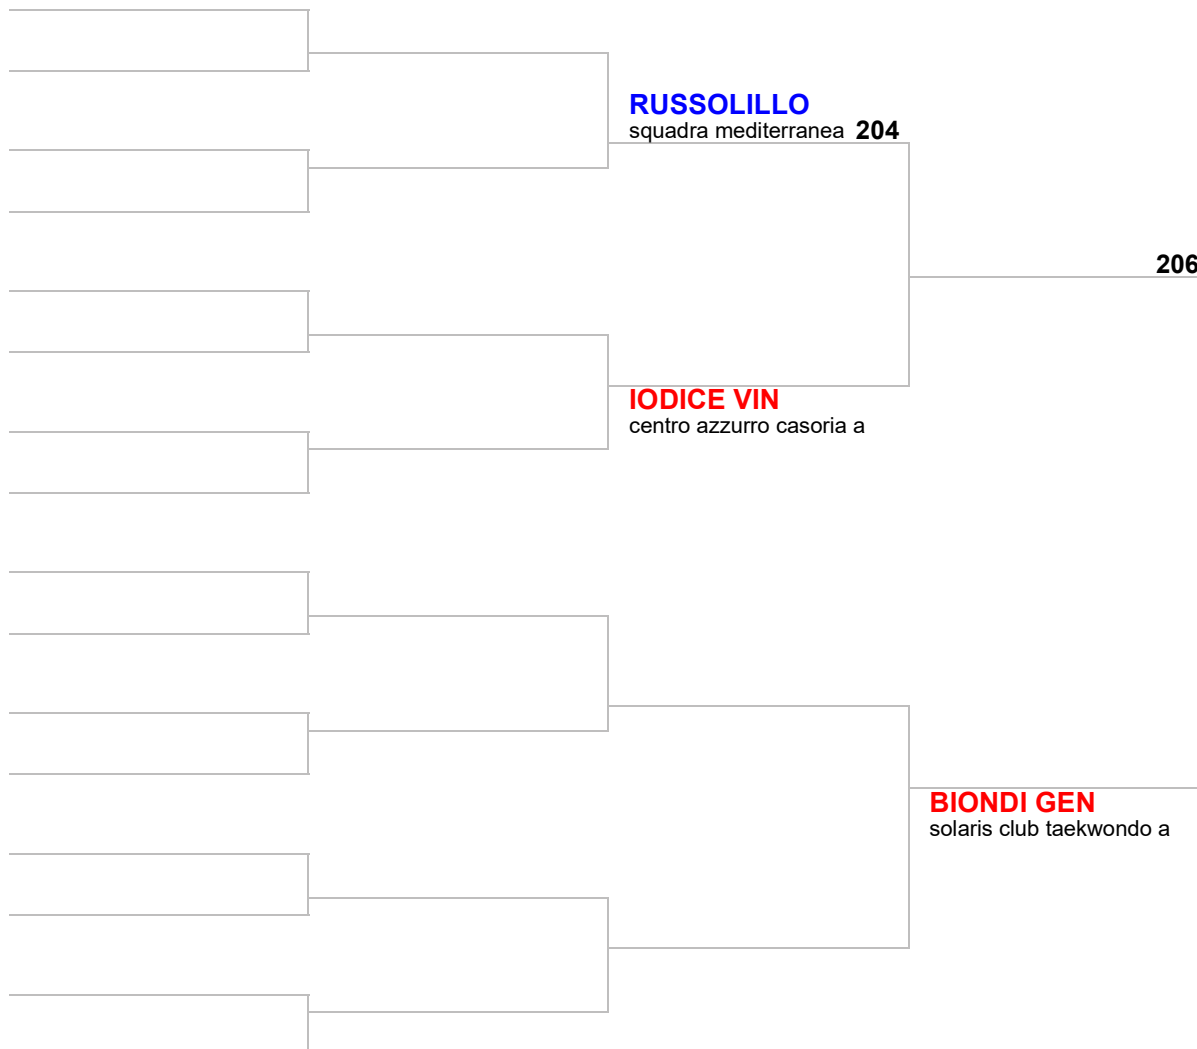 RUSSOLILLO
squadra mediterranea 204
206
IODICE VIN
centro azzurro casoria a
BIONDI GEN
solaris club taekwondo a